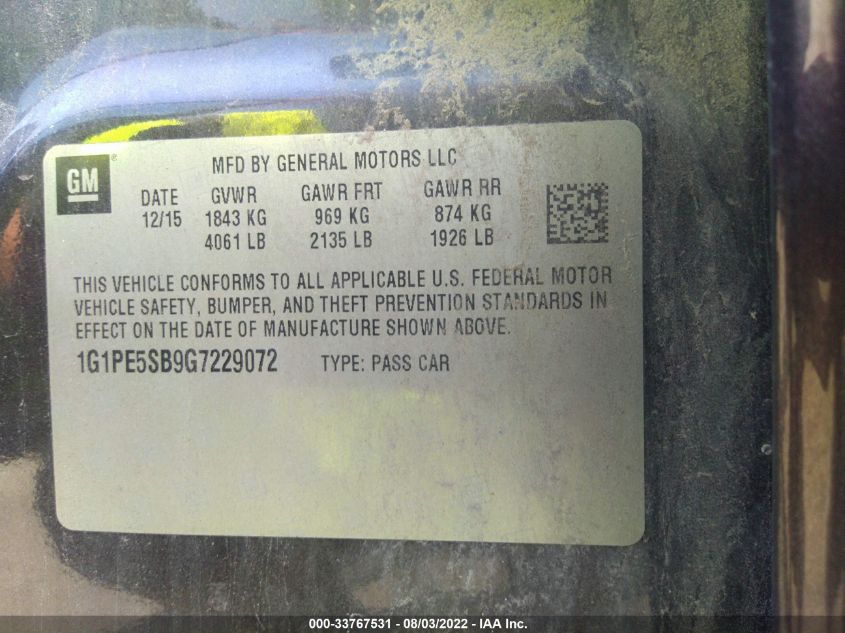 GM ®
MFD BY GENERAL MOTORS LLC
DATE GVWR GAWR FRT GAWR RR
12/15 1843 KG 969 KG 874 KG
4061 LB 2135 LB 1926 LB
THIS VEHICLE CONFORMS TO ALL APPLICABLE U.S. FEDERAL MOTOR
VEHICLE SAFETY, BUMPER, AND THEFT PREVENTION STANDARDS IN
EFFECT ON THE DATE OF MANUFACTURE SHOWN ABOVE.
1G1PE5SB9G7229072 TYPE: PASS CAR
000-33767531 - 08/03/2022 - IAA Inc.